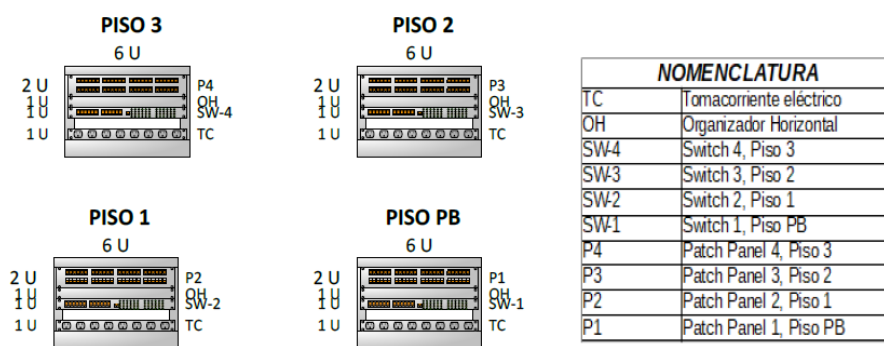 PISO 3
6 U
2 U
1 U
1 U
1 U
P4
OH
SW-4
TC
PISO 2
6 U
2 U
1 U
1 U
1 U
P3
OH
SW-3
TC
PISO 1
6 U
2 U
1 U
1 U
1 U
P2
OH
SW-2
TC
PISO PB
6 U
2 U
1 U
1 U
1 U
P1
OH
SW-1
TC
NOMENCLATURA
TC Tomacorriente eléctrico
OH Organizador Horizontal
SW-4 Switch 4, Piso 3
SW-3 Switch 3, Piso 2
SW-2 Switch 2, Piso 1
SW-1 Switch 1, Piso PB
P4 Patch Panel 4, Piso 3
P3 Patch Panel 3, Piso 2
P2 Patch Panel 2, Piso 1
P1 Patch Panel 1, Piso PB